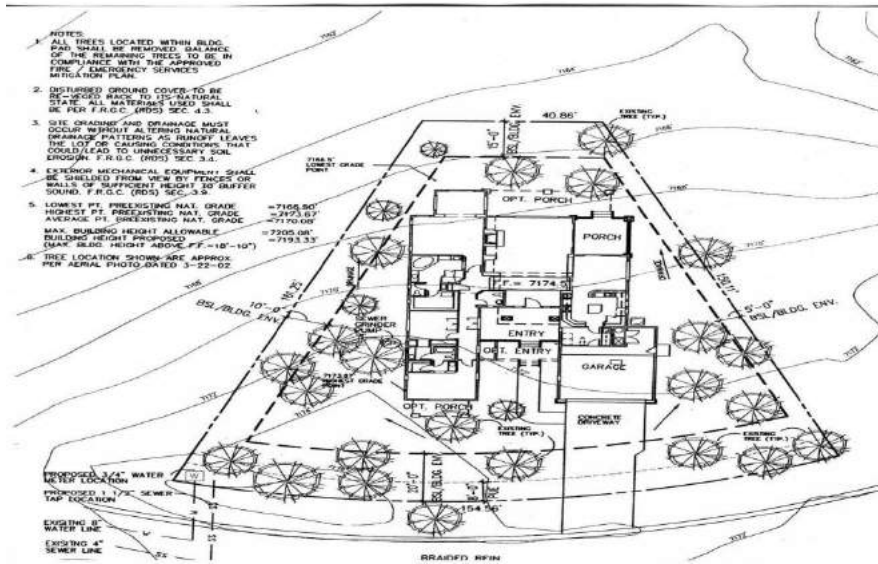 NOTES:
1. ALL TREES LOCATED WITHIN BLDG.
PAD SHALL BE REMOVED. BALANCE
OF THE REMAINING TREES TO BE IN
COMPLIANCE WITH THE APPROVED
FIRE / EMERGENCY SERVICES
MITIGATION PLAN.
2. DISTURBED GROUND COVER TO BE
RE-VEGED BACK TO ITS NATURAL
STATE. ALL MATERIALS USED SHALL
BE PER F.R.G.C. (RDS) SEC. 4.3.
3. SITE GRADING AND DRAINAGE MUST
OCCUR WITHOUT ALTERING NATURAL
DRAINAGE PATTERNS AS RUNOFF LEAVES
THE LOT OR CAUSING CONDITIONS THAT
COULD LEAD TO UNNECESSARY SOIL
EROSION. F.R.G.C. (RDS) SEC. 3.4.
4. EXTERIOR MECHANICAL EQUIPMENT SHALL
BE SHIELDED FROM VIEW BY FENCES OR
WALLS OF SUFFICIENT HEIGHT TO BUFFER
SOUND. F.R.G.C. (RDS) SEC. 3.9.
5. LOWEST PT. PREEXISTING NAT. GRADE
HIGHEST PT. PREEXISTING NAT. GRADE =7173.67'
AVERAGE PT. PREEXISTING NAT. GRADE =7170.08'
MAX. BUILDING HEIGHT ALLOWABLE =7205.08'
BUILDING HEIGHT PROPOSED =7193.33'
(MAX. BLDG. HEIGHT ABOVE F.F.=18'-10")
6. TREE LOCATION SHOWN ARE APPROX.
PER AERIAL PHOTO DATED 3-22-02.
40.86'
EXISTING
TREE (TYP.)
15'-0"
BSL/BLDG. ENV.
LOWEST GRADE
POINT
OPT. PORCH
PORCH
F.F.= 7174.5'
10'-0"
BSL/BLDG. ENV.
150.11'
5'-0"
BSL/BLDG. ENV.
SEWER
GRINDER
PUMP
ENTRY
OPT. ENTRY
GARAGE
HIGHEST GRADE
POINT
OPT. PORCH
EXISTING
TREE (TYP.)
CONCRETE
DRIVEWAY
EXISTING
TREE (TYP.)
PROPOSED 3/4" WATER
METER LOCATION
W
PROPOSED 1 1/2" SEWER
TAP LOCATION
20'-0"
154.56'
EXISITING 8"
WATER LINE
W
EXISTING 4"
SEWER LINE
SS
BRAIDED REIN